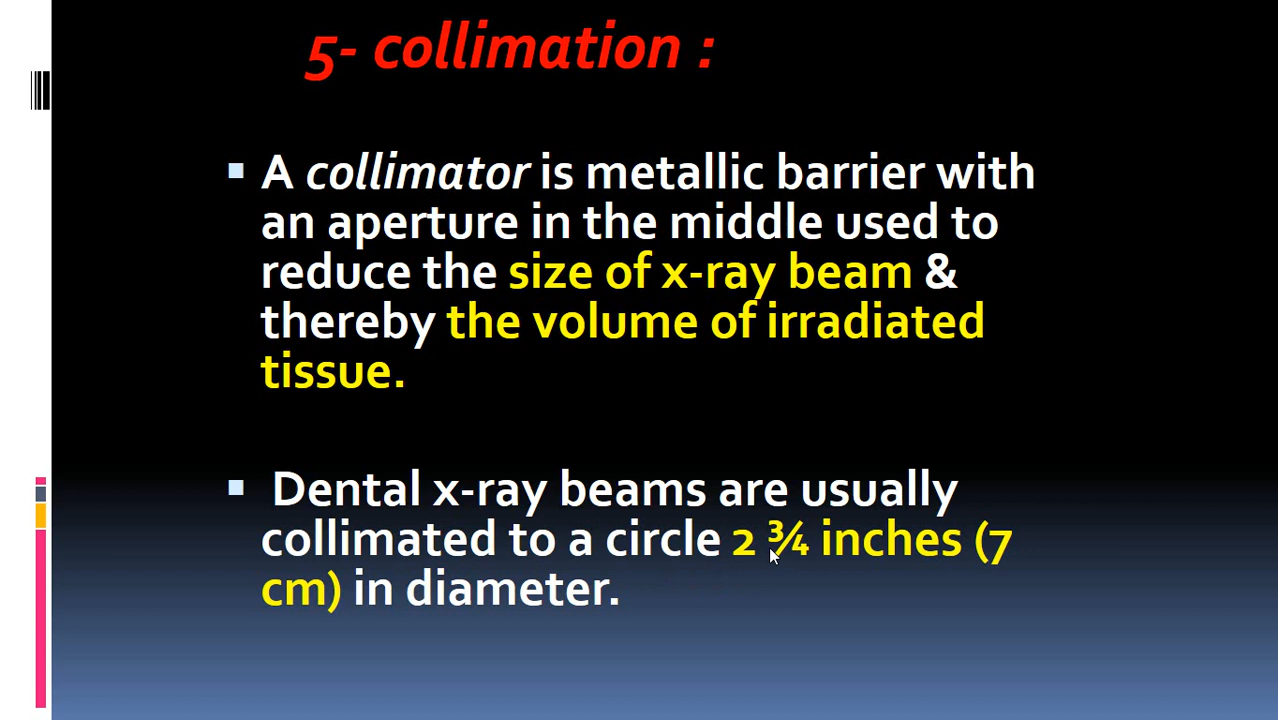 5- collimation :
A collimator is metallic barrier with
an aperture in the middle used to
reduce the size of x-ray beam &
thereby the volume of irradiated
tissue.
Dental x-ray beams are usually
collimated to a circle 2 ¾ inches (7
cm) in diameter.